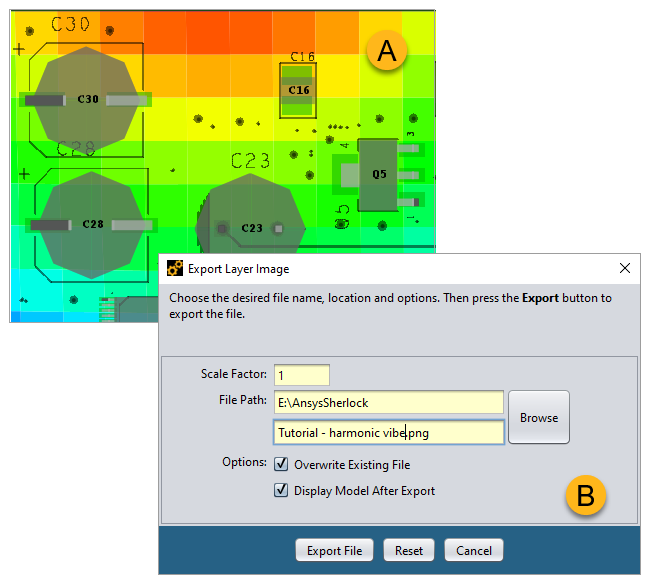 C30
A
C16
C16
C30
4
3
C28
C23
Q5
Q5
1
C28
C23
Export Layer Image
Choose the desired file name, location and options. Then press the Export button to
export the file.
Scale Factor: 1
File Path: E:\AnsysSherlock
Browse
Tutorial - harmonic vibe.png
Options: Overwrite Existing File
Display Model After Export
B
Export File Reset Cancel